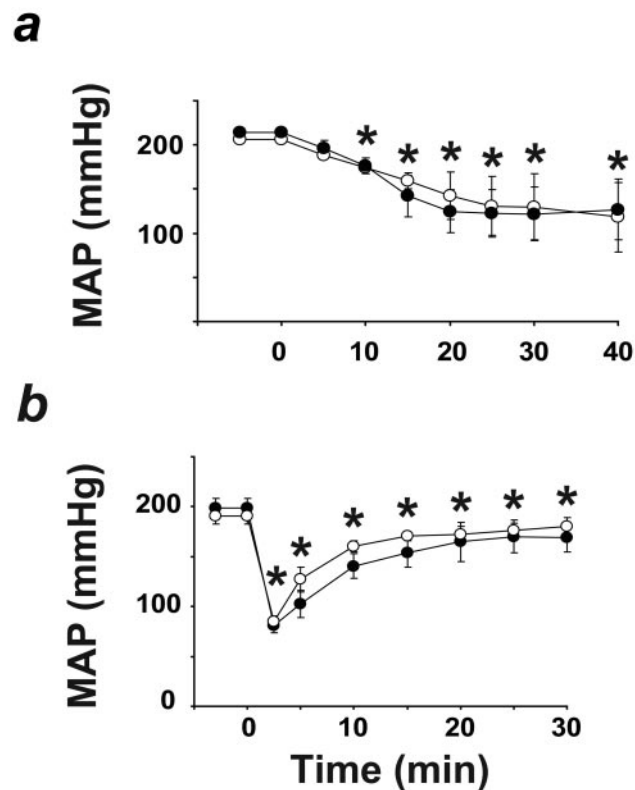 a
MAP (mmHg)
200
100
* * * * * *
0 10 20 30 40
b
MAP (mmHg)
200
100
0
* * * * * * *
0 10 20 30
Time (min)